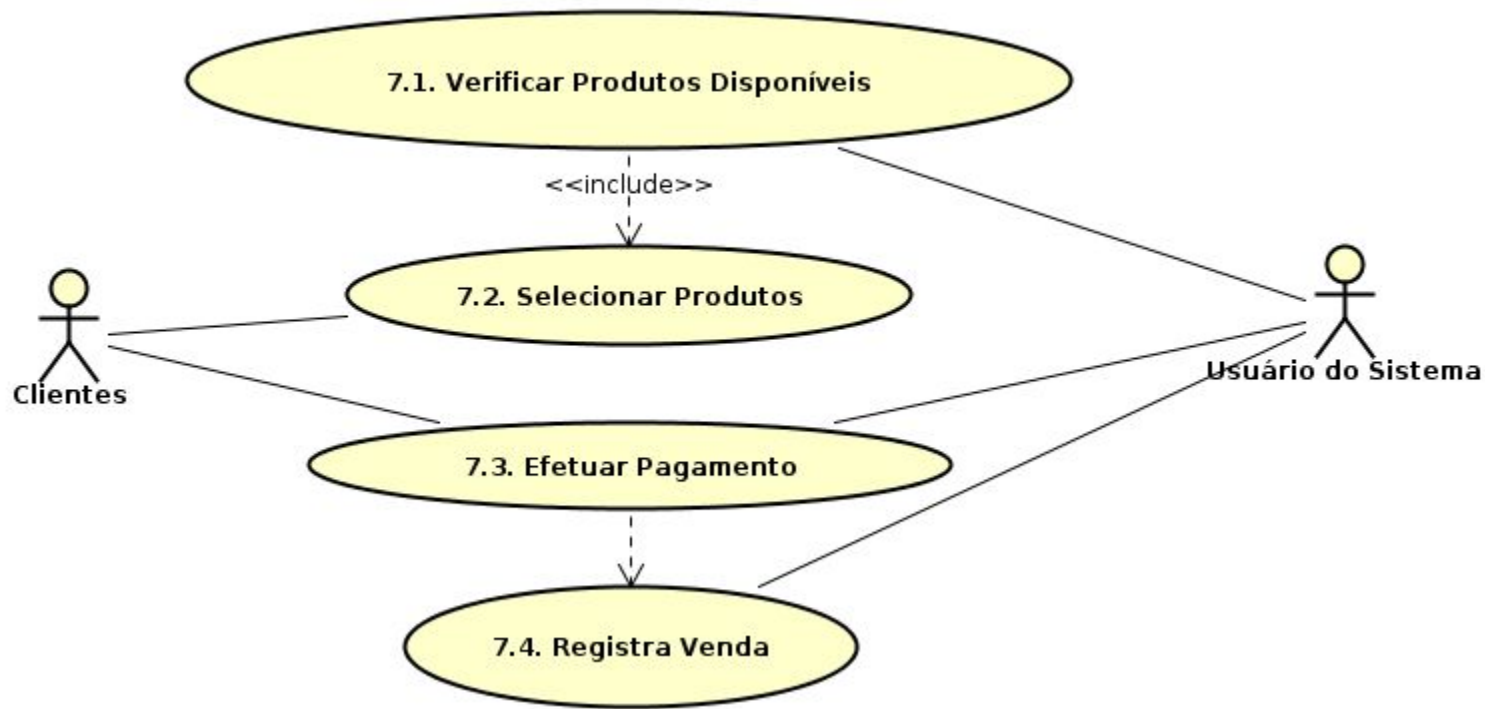 7.1. Verificar Produtos Disponíveis
<<include>>
7.2. Selecionar Produtos
Clientes
Usuário do Sistema
7.3. Efetuar Pagamento
7.4. Registra Venda